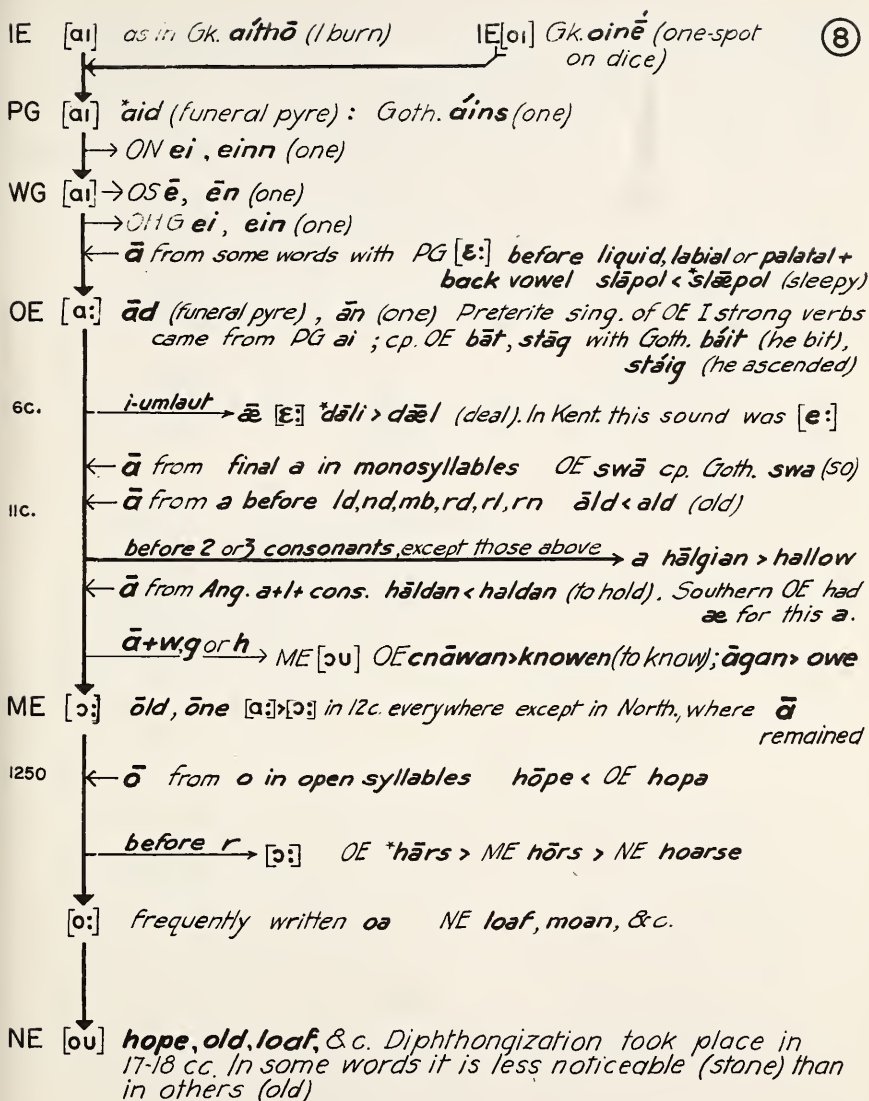 IE [aı] as in Gk. aíthō (I burn) IE[oı] Gk. oinḗ (one-spot on dice) ⑧
PG [aı] *aid (funeral pyre) : Goth. áins (one)
→ ON ei, einn (one)
WG [aı] → OS ē, ēn (one)
→ OHG ei, ein (one)
← ā from some words with PG [ɛ:] before liquid, labial or palatal +
back vowel slāpol < *slǣpol (sleepy)
OE [a:] ād (funeral pyre), ān (one) Preterite sing. of OE I strong verbs
came from PG ai ; cp. OE bāt, stāg with Goth. báit (he bit),
stáig (he ascended)
6c. i-umlaut → ǣ [ɛ:] *dāli > dǣl (deal). In Kent. this sound was [e:]
← ā from final a in monosyllables OE swā cp. Goth. swa (so)
← ā from a before ld, nd, mb, rd, rl, rn āld < ald (old)
11c.
before 2 or 3 consonants, except those above → a hālgian > hallow
← ā from Ang. a+l+ cons. hāldan < haldan (to hold). Southern OE had
æ for this a.
ā+w, g or h → ME [ɔu] OE cnāwan > knowen (to know); āgan > owe
ME [ɔ:] ōld, ōne [a:]>[ɔ:] in 12c. everywhere except in North., where ā
remained
1250 ← ō from o in open syllables hōpe < OE hopa
before r → [ɔ:] OE *hārs > ME hōrs > NE hoarse
[o:] frequently written oa NE loaf, moan, &c.
NE [ou] hope, old, loaf, &c. Diphthongization took place in
17-18 cc. In some words it is less noticeable (stone) than
in others (old)